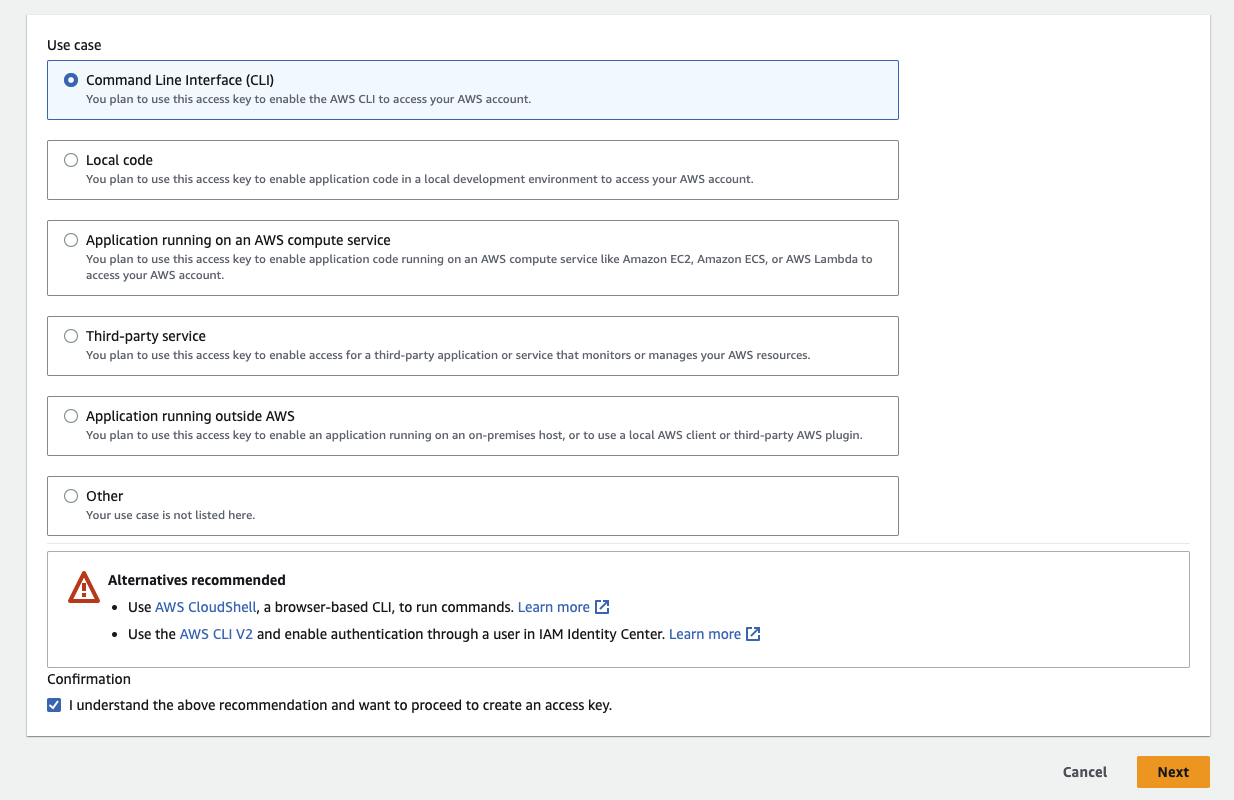 Use case
Command Line Interface (CLI)
You plan to use this access key to enable the AWS CLI to access your AWS account.
Local code
You plan to use this access key to enable application code in a local development environment to access your AWS account.
Application running on an AWS compute service
You plan to use this access key to enable application code running on an AWS compute service like Amazon EC2, Amazon ECS, or AWS Lambda to
access your AWS account.
Third-party service
You plan to use this access key to enable access for a third-party application or service that monitors or manages your AWS resources.
Application running outside AWS
You plan to use this access key to enable an application running on an on-premises host, or to use a local AWS client or third-party AWS plugin.
Other
Your use case is not listed here.
Alternatives recommended
• Use AWS CloudShell, a browser-based CLI, to run commands. Learn more
• Use the AWS CLI V2 and enable authentication through a user in IAM Identity Center. Learn more
Confirmation
I understand the above recommendation and want to proceed to create an access key.
Cancel Next